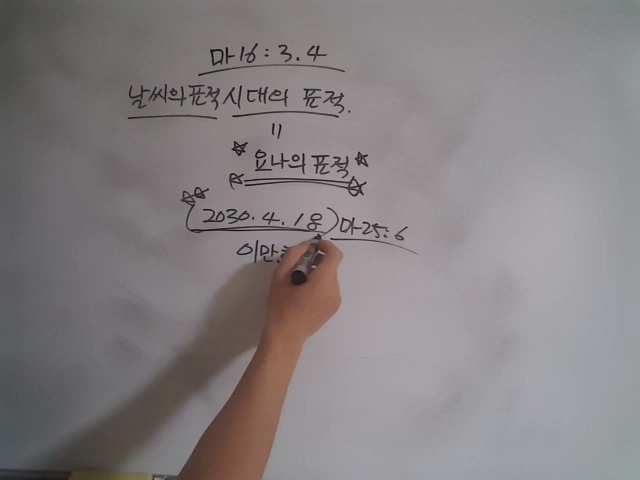 마16:3.4
날씨의표적 시대의 표적.
=
☆ 요나의 표적 ☆
(2030.4.18)마25:6
이만